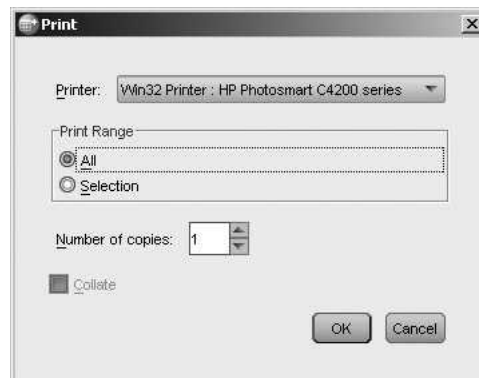 Print
Printer: Win32 Printer : HP Photosmart C4200 series
Print Range
All
Selection
Number of copies: 1
Collate
OK Cancel